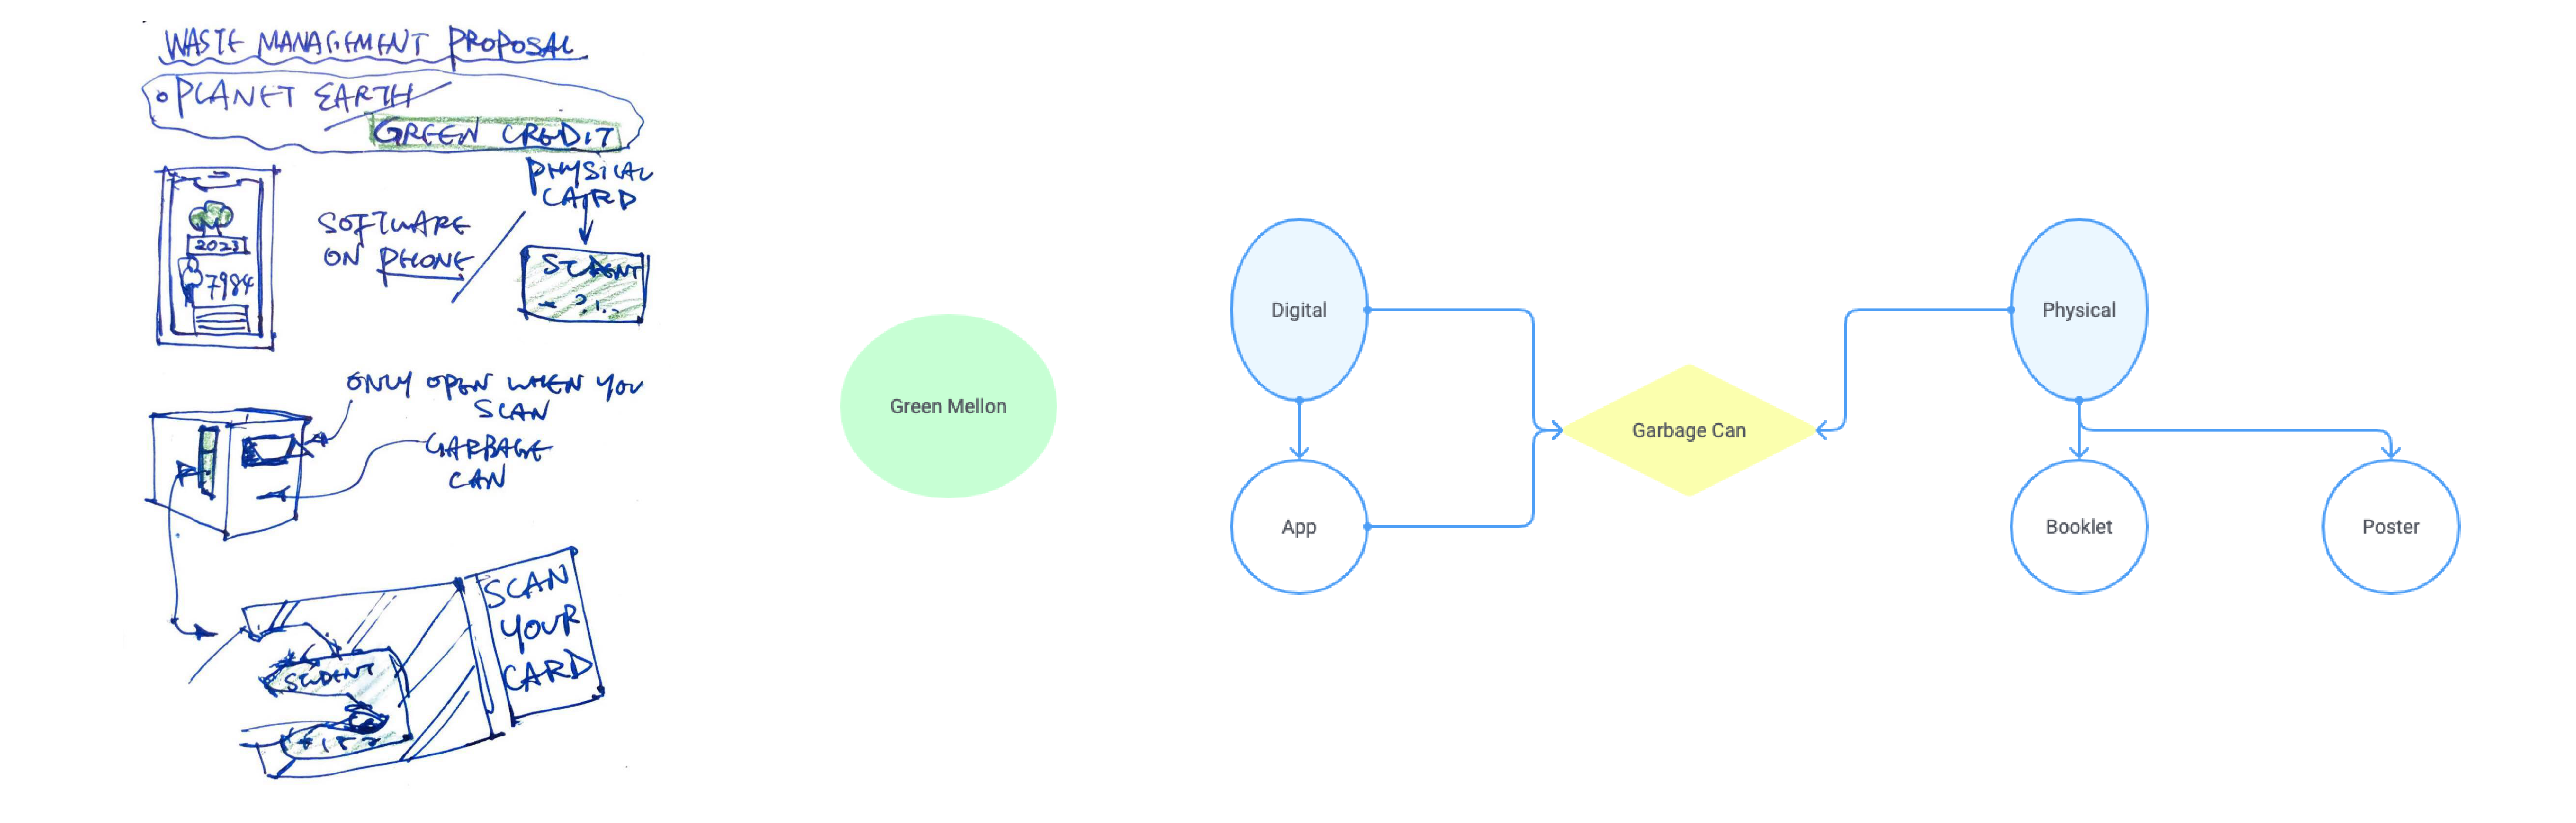 WASTE MANAGEMENT PROPOSAL
• PLANET EARTH
GREEN CREDIT
PHYSICAL
CARD
SOFTWARE
ON PHONE
2023
7984
STUDENT
ONLY OPEN WHEN YOU
SCAN
GARBAGE
CAN
SCAN
YOUR
CARD
STUDENT
Green Mellon
Digital
Physical
Garbage Can
App
Booklet
Poster